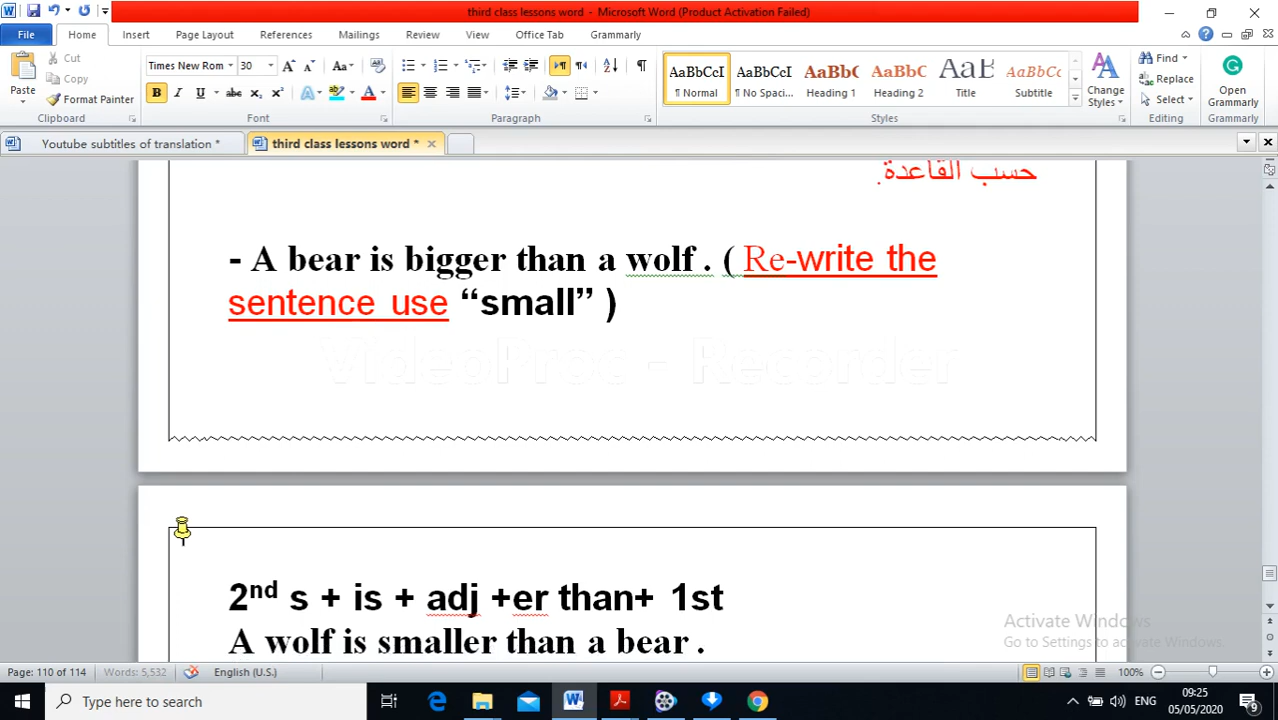 third class lessons word - Microsoft Word (Product Activation Failed)
File Home Insert Page Layout References Mailings Review View Office Tab Grammarly
Paste
Cut
Copy
Format Painter
Clipboard
Times New Rom 30
B I U abc x₂ x²
Font
Paragraph
AaBbCcI AaBbCcI AaBbC AaBbC AaB AaBbCcI
¶ Normal ¶ No Spaci... Heading 1 Heading 2 Title Subtitle
Change Styles
Styles
Find
Replace
Select
Editing
Open Grammarly
Grammarly
Youtube subtitles of translation * third class lessons word *
حسب القاعدة.
- A bear is bigger than a wolf . ( Re-write the
sentence use “small” )
VideoProc - Recorder
2nd s + is + adj +er than+ 1st
A wolf is smaller than a bear .
Activate Windows
Go to Settings to activate Windows.
Page: 110 of 114 Words: 5,532 English (U.S.) 100%
Type here to search
ENG
09:25
05/05/2020
9